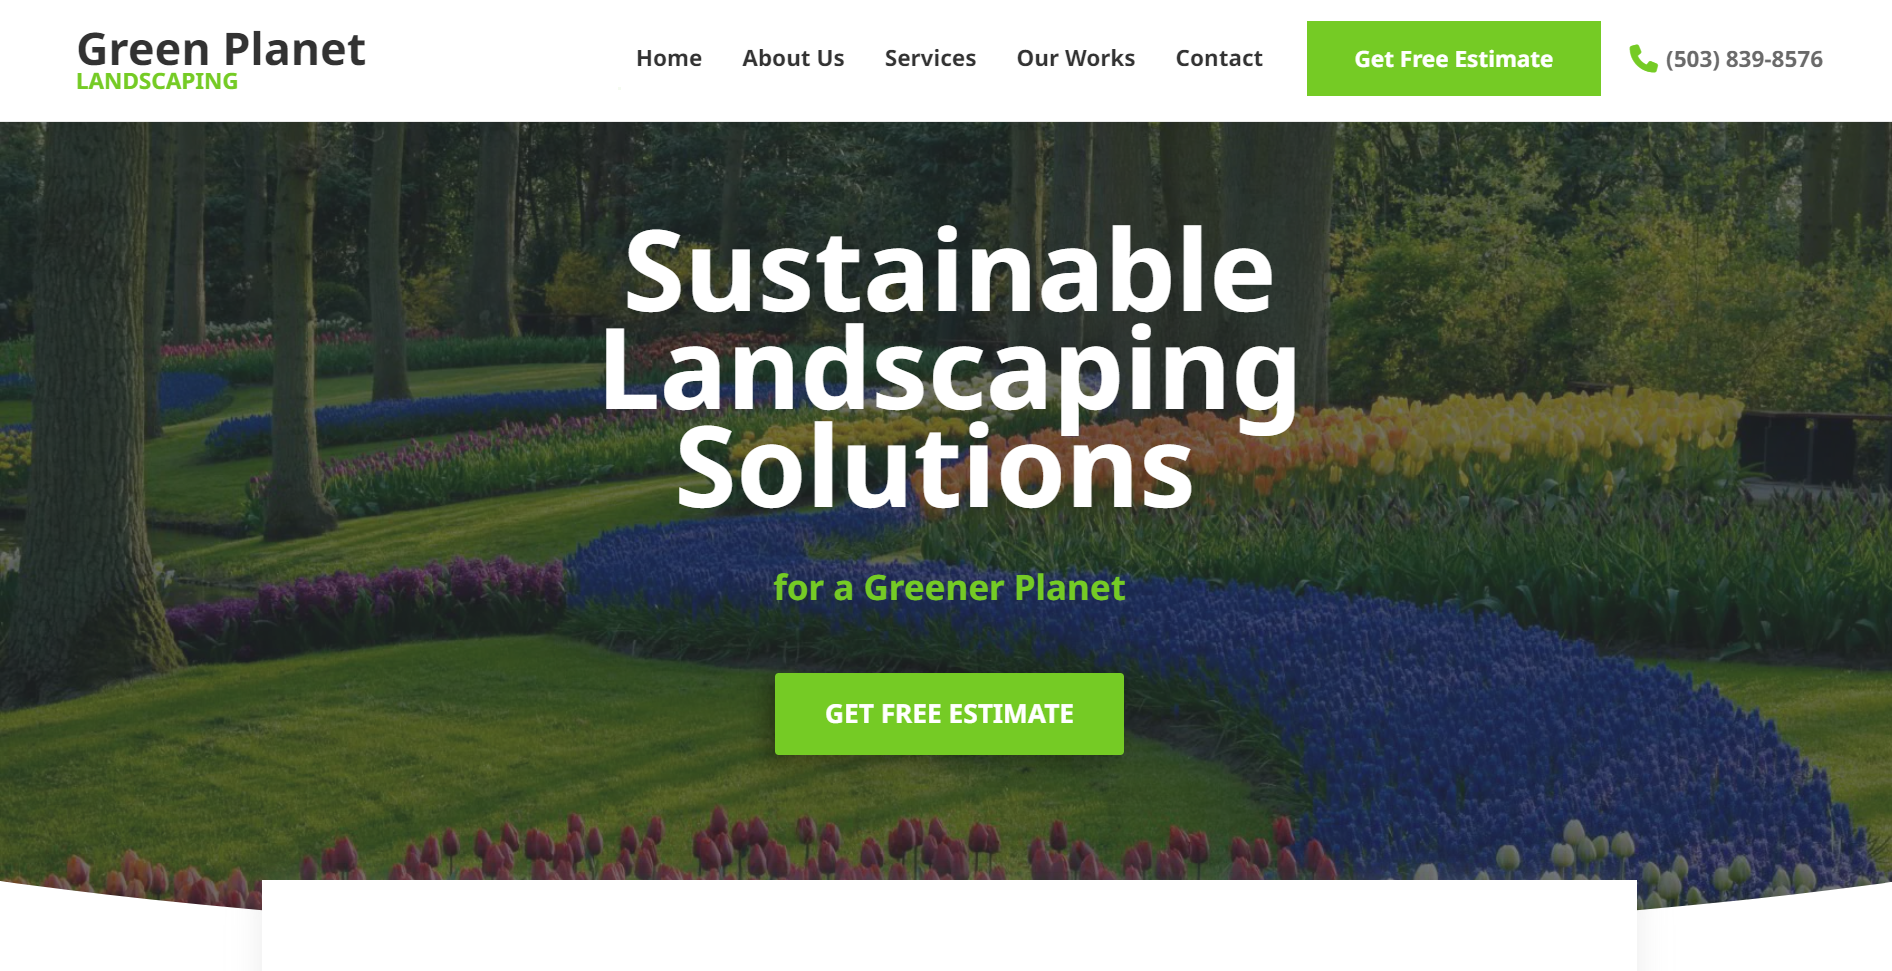 Green Planet
LANDSCAPING
Home
About Us
Services
Our Works
Contact
Get Free Estimate
(503) 839-8576
Sustainable
Landscaping
Solutions
for a Greener Planet
GET FREE ESTIMATE